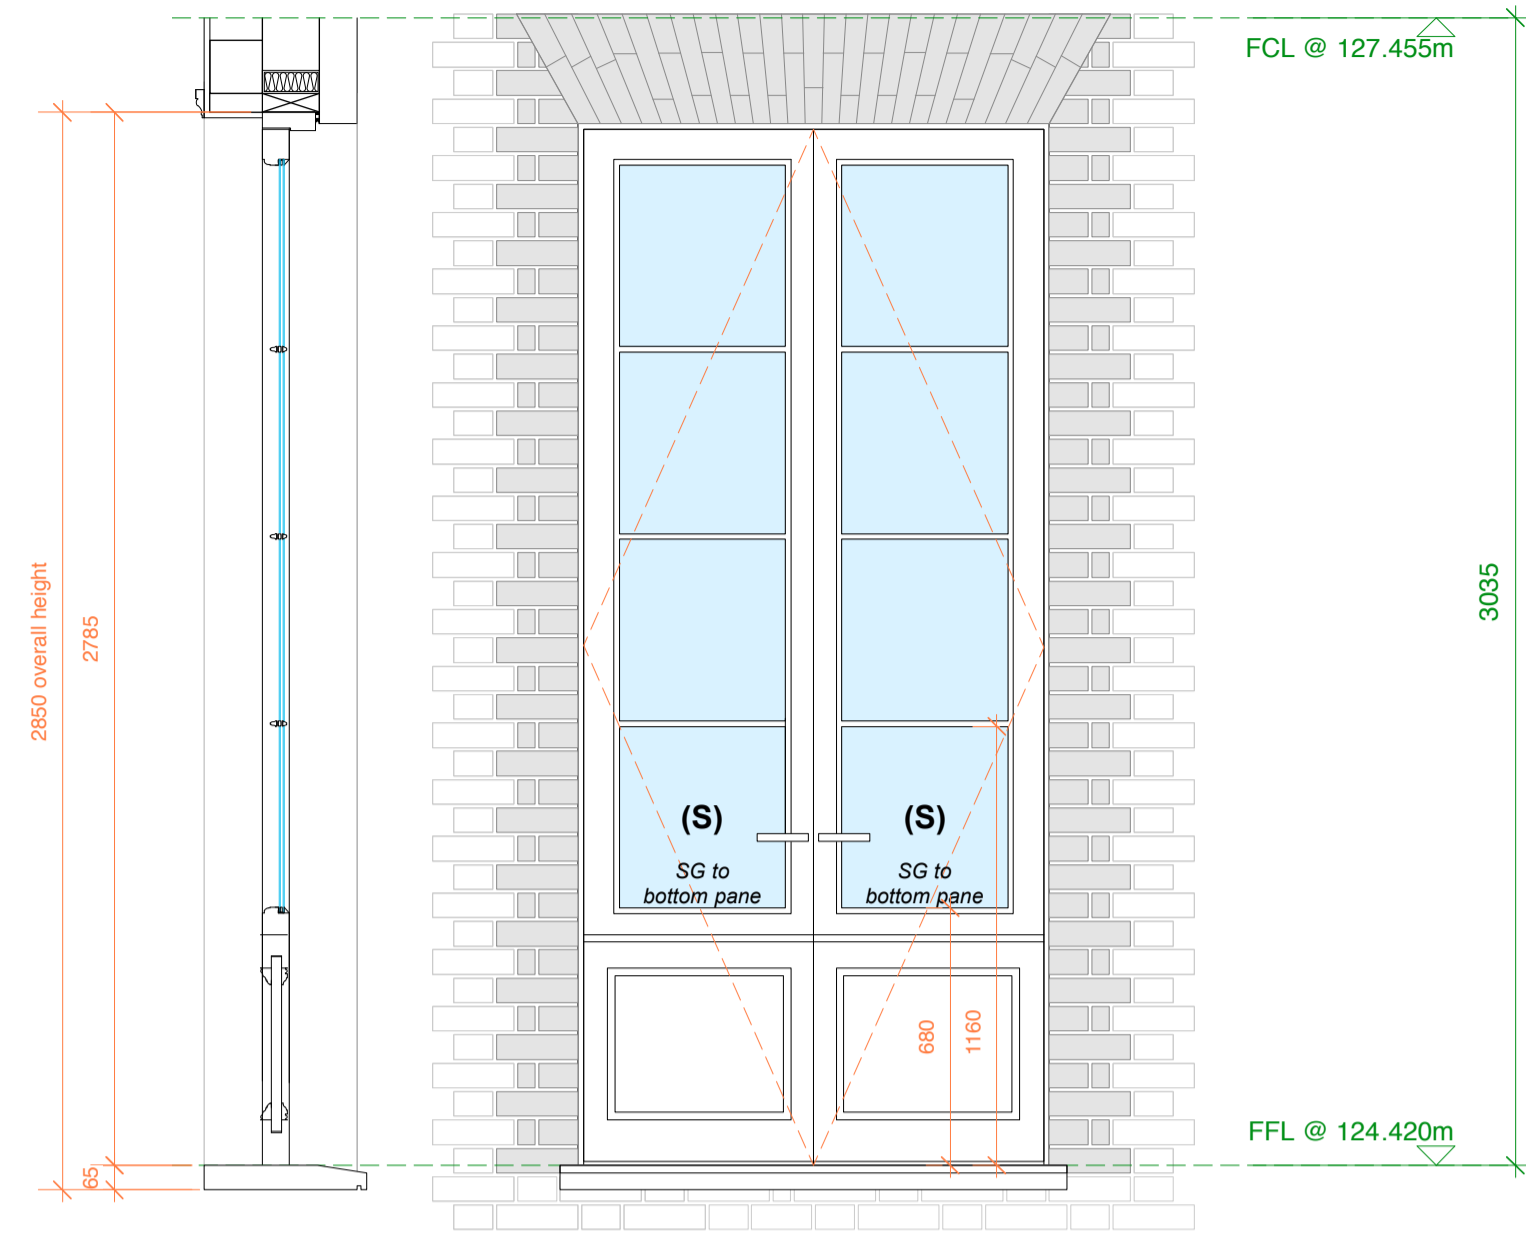 FCL @ 127.455m
2850 overall height
2785
3035
(S)
SG to
bottom pane
(S)
SG to
bottom pane
680
1160
FFL @ 124.420m
65